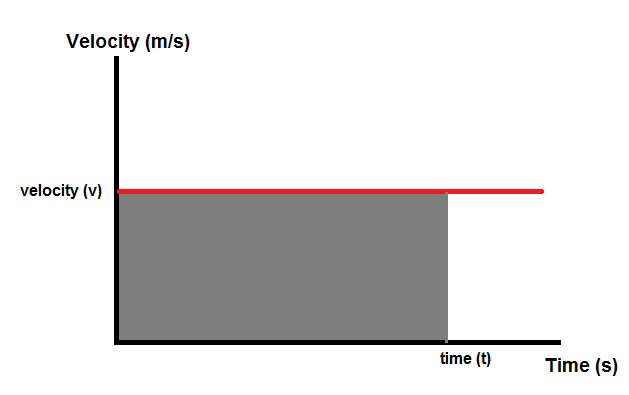 Velocity (m/s)
velocity (v)
time (t)
Time (s)